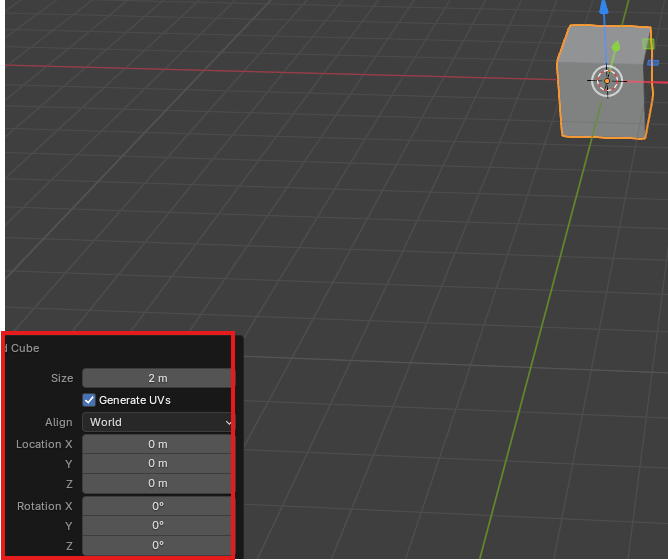 d Cube
Size 2 m
Generate UVs
Align World
Location X 0 m
Y 0 m
Z 0 m
Rotation X 0°
Y 0°
Z 0°